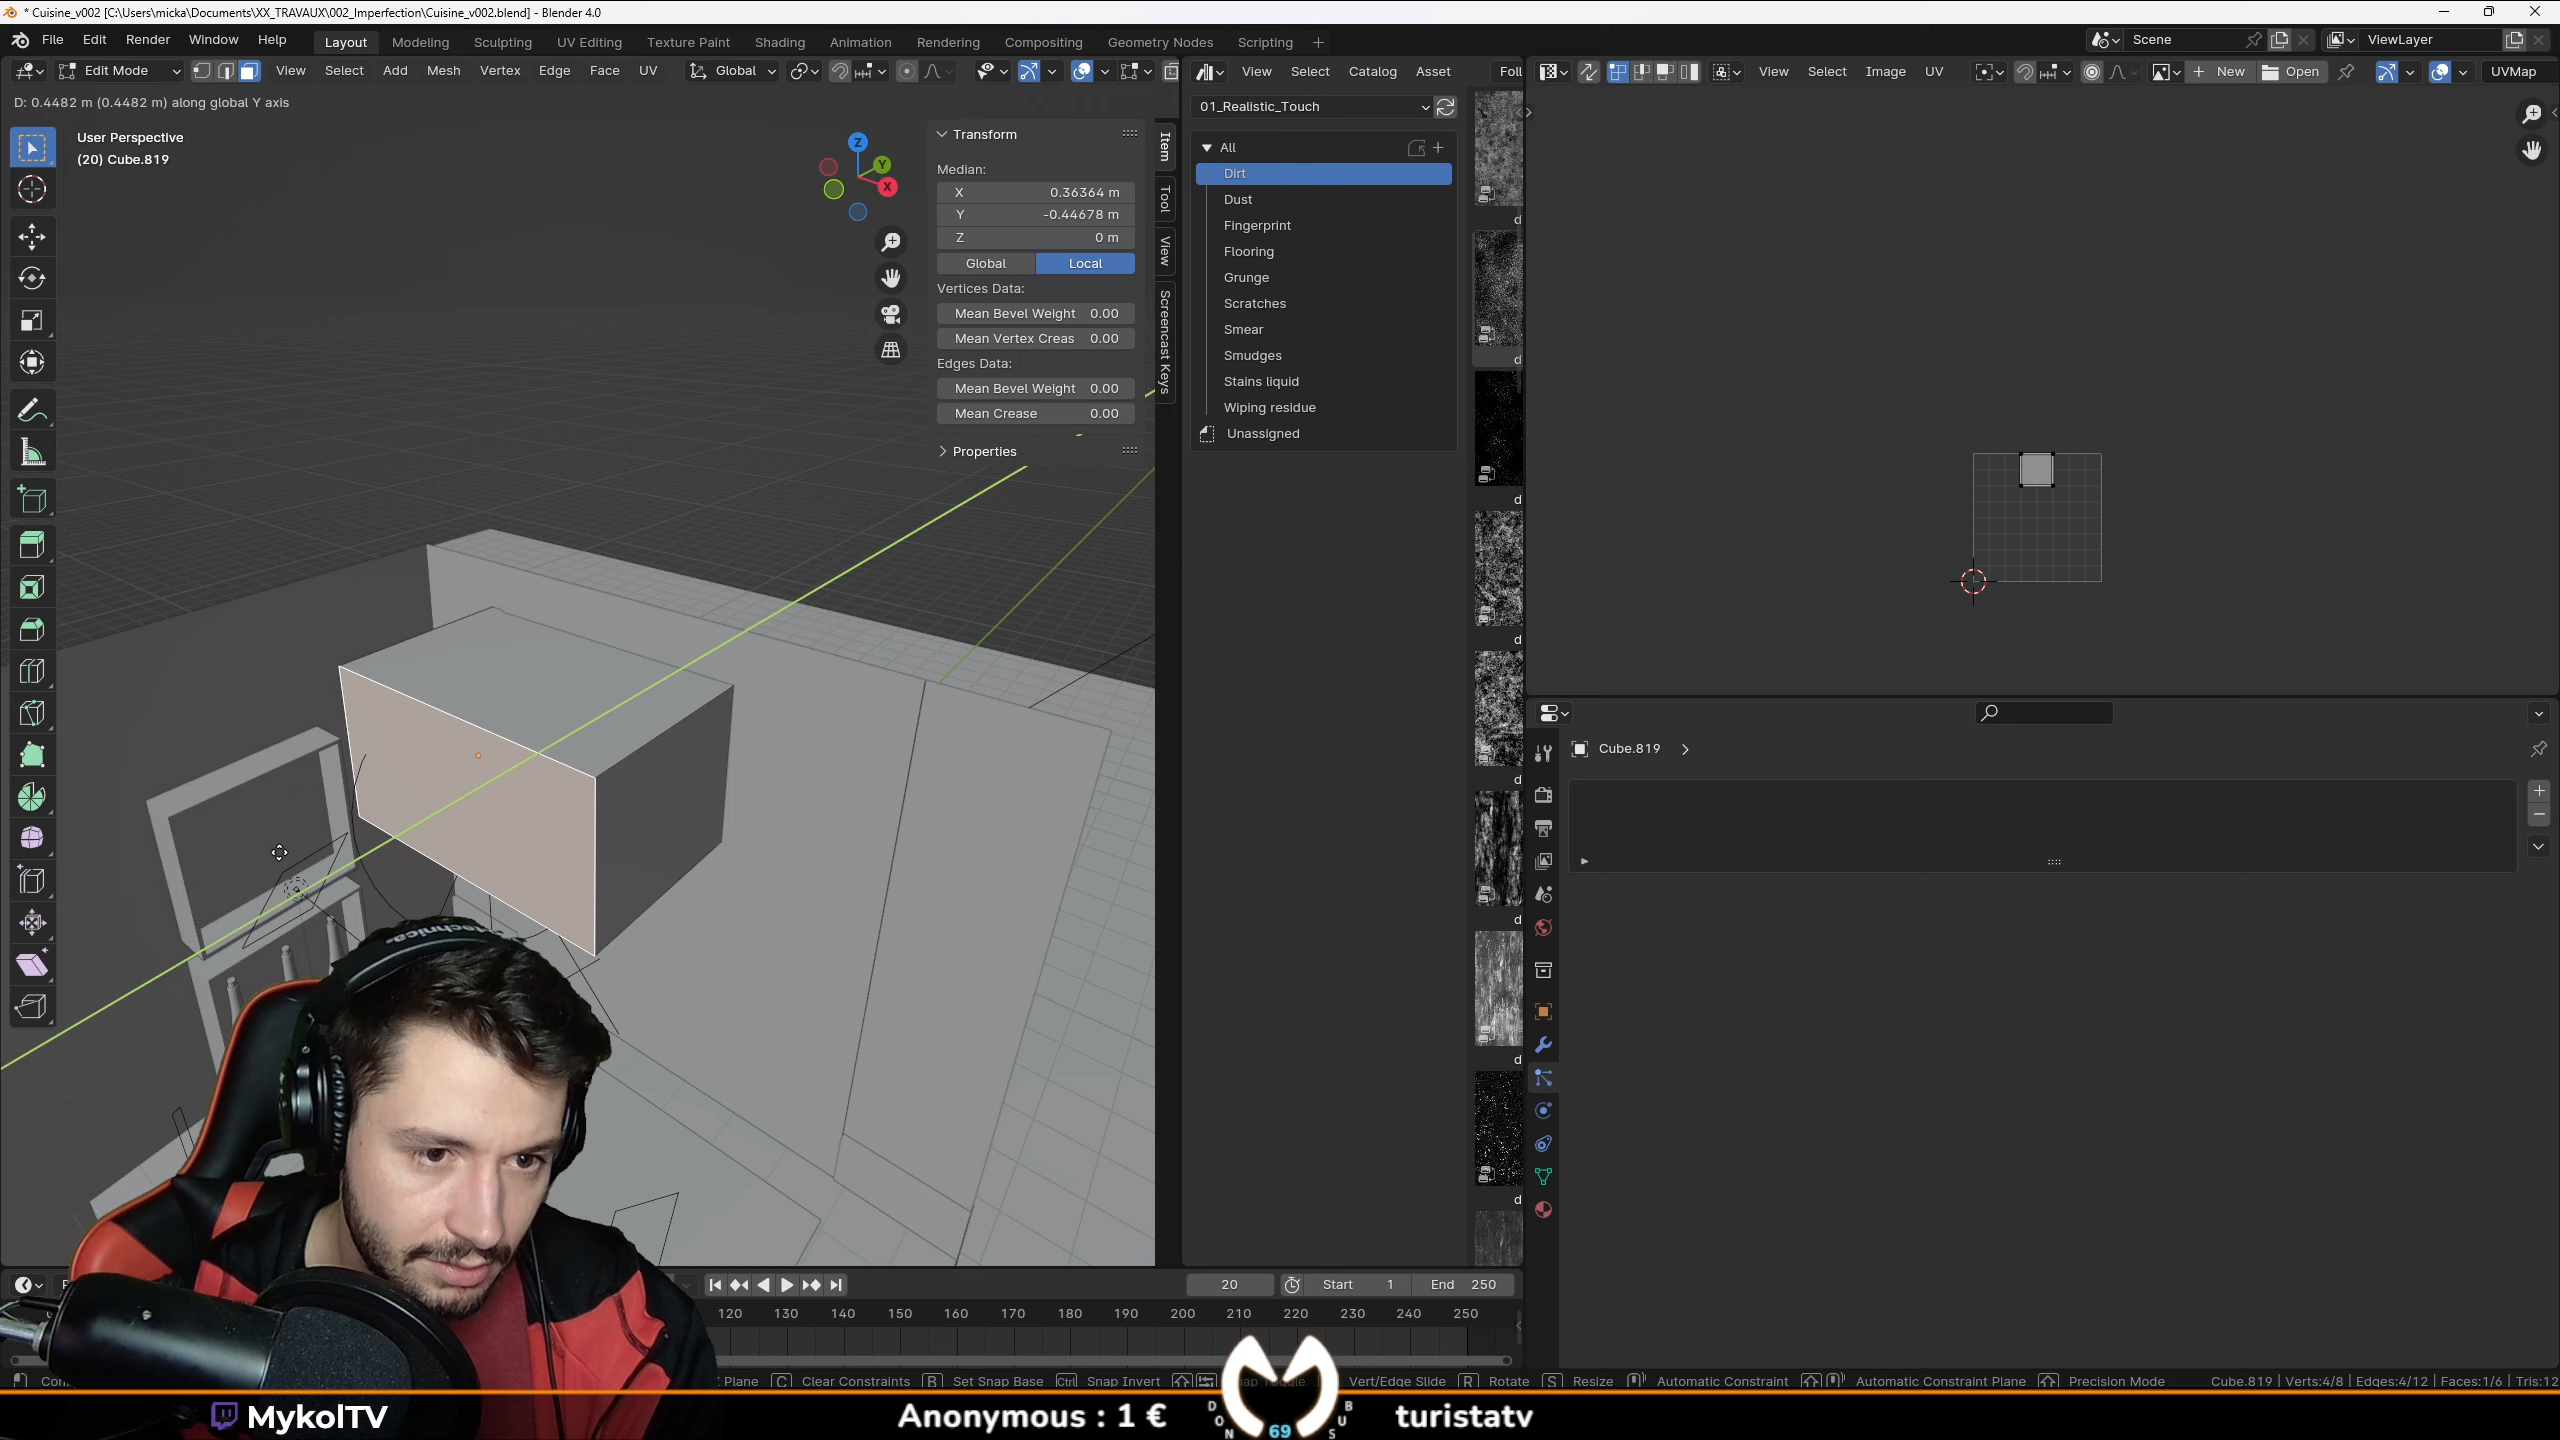 * Cuisine_v002 [C:\Users\micka\Documents\XX_TRAVAUX\002_Imperfection\Cuisine_v002.blend] - Blender 4.0
File Edit Render Window Help Layout Modeling Sculpting UV Editing Texture Paint Shading Animation Rendering Compositing Geometry Nodes Scripting + Scene ViewLayer
Edit Mode View Select Add Mesh Vertex Edge Face UV Global View Select Catalog Asset Foll View Select Image UV New Open UVMap
D: 0.4482 m (0.4482 m) along global Y axis
01_Realistic_Touch
User Perspective
(20) Cube.819
Z
Y
X
Transform
Median:
X 0.36364 m
Y -0.44678 m
Z 0 m
Global Local
Vertices Data:
Mean Bevel Weight 0.00
Mean Vertex Creas 0.00
Edges Data:
Mean Bevel Weight 0.00
Mean Crease 0.00
Properties
Item
Tool
View
Screencast Keys
All
Dirt
Dust
Fingerprint
Flooring
Grunge
Scratches
Smear
Smudges
Stains liquid
Wiping residue
Unassigned
d
d
d
d
d
d
d
d
Cube.819
20 Start 1 End 250
120 130 140 150 160 170 180 190 200 210 220 230 240 250
Plane C Clear Constraints B Set Snap Base Ctrl Snap Invert Vert/Edge Slide R Rotate S Resize Automatic Constraint Automatic Constraint Plane Precision Mode Cube.819 | Verts:4/8 | Edges:4/12 | Faces:1/6 | Tris:12
technica
MykolTV
Anonymous : 1 €
DON
69
BUS
turistatv